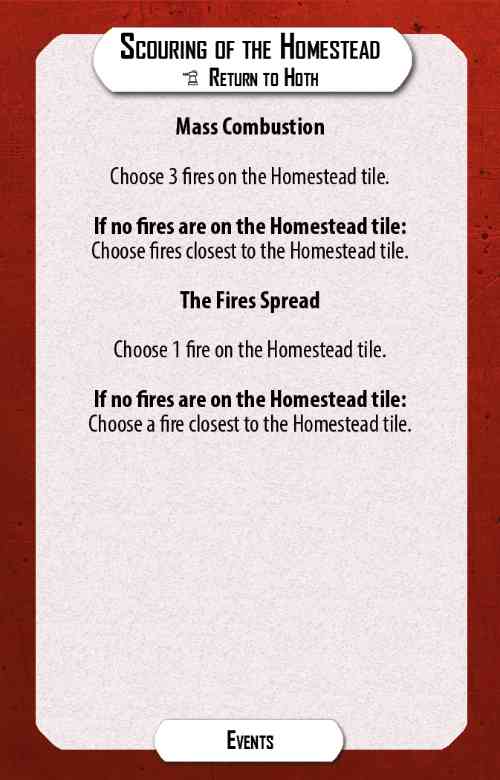 Scouring of the Homestead
Return to Hoth
Mass Combustion
Choose 3 fires on the Homestead tile.
If no fires are on the Homestead tile:
Choose fires closest to the Homestead tile.
The Fires Spread
Choose 1 fire on the Homestead tile.
If no fires are on the Homestead tile:
Choose a fire closest to the Homestead tile.
Events